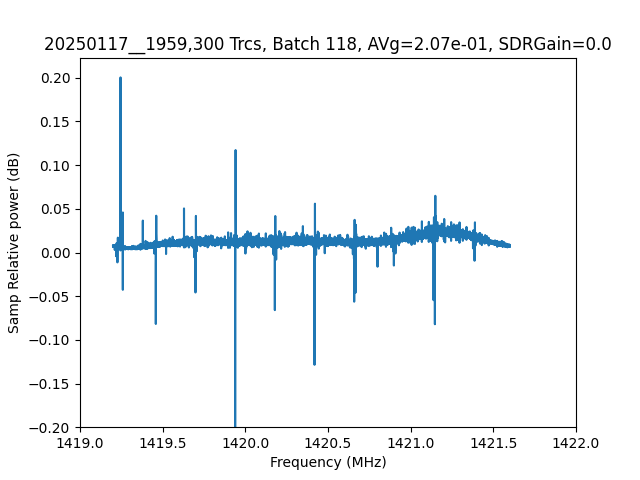 20250117__1959,300 Trcs, Batch 118, AVg=2.07e-01, SDRGain=0.0
Samp Relative power (dB)
0.20
0.15
0.10
0.05
0.00
−0.05
−0.10
−0.15
−0.20
1419.0 1419.5 1420.0 1420.5 1421.0 1421.5 1422.0
Frequency (MHz)